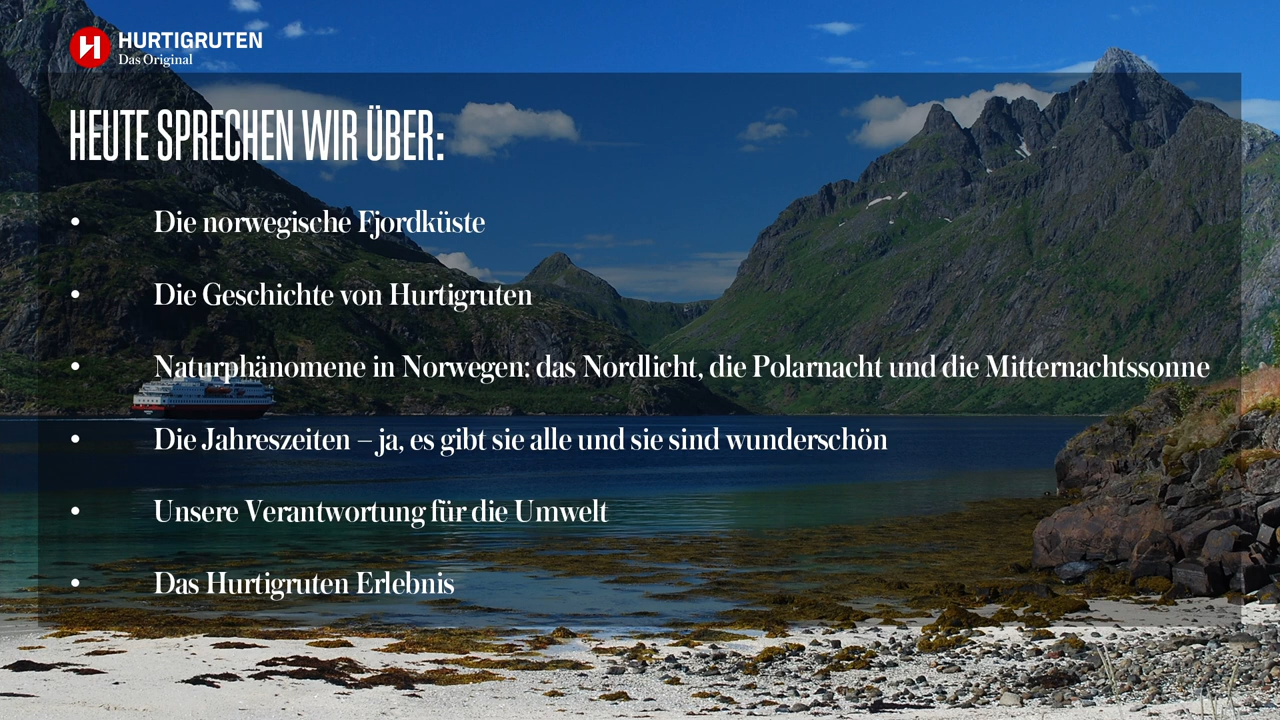 HURTIGRUTEN
Das Original
HEUTE SPRECHEN WIR ÜBER:
• Die norwegische Fjordküste
• Die Geschichte von Hurtigruten
• Naturphänomene in Norwegen: das Nordlicht, die Polarnacht und die Mitternachtssonne
• Die Jahreszeiten – ja, es gibt sie alle und sie sind wunderschön
• Unsere Verantwortung für die Umwelt
• Das Hurtigruten Erlebnis